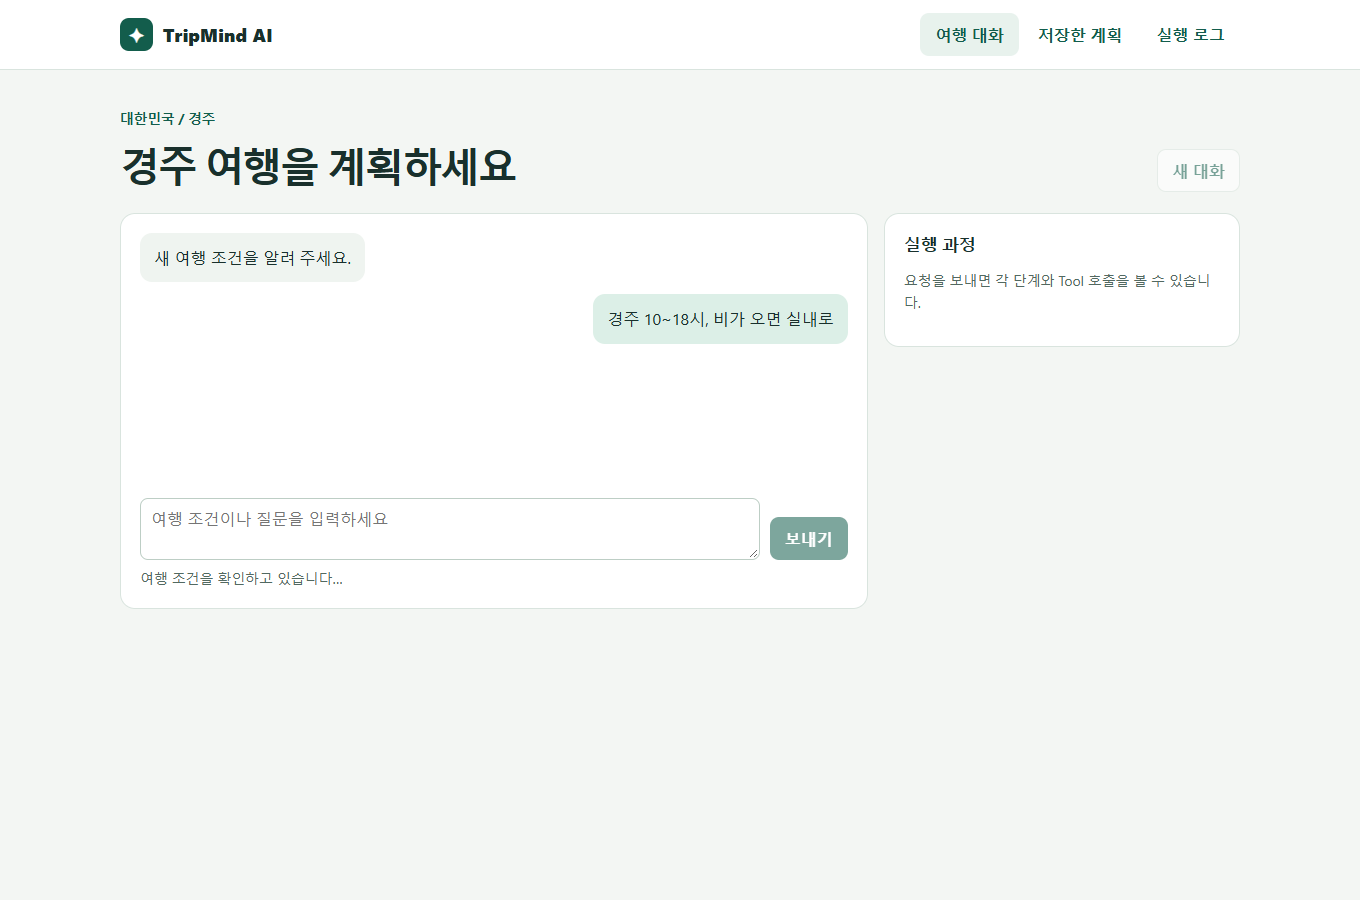 TripMind AI
여행 대화
저장한 계획
실행 로그
대한민국 / 경주
경주 여행을 계획하세요
새 대화
새 여행 조건을 알려 주세요.
경주 10~18시, 비가 오면 실내로
여행 조건이나 질문을 입력하세요
보내기
여행 조건을 확인하고 있습니다...
실행 과정
요청을 보내면 각 단계와 Tool 호출을 볼 수 있습니
다.